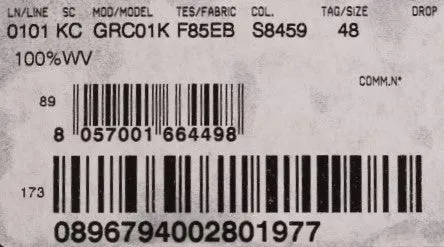 LN/LINE SC MOD/MODEL TES/FABRIC COL. TAG/SIZE DROP
0101 KC GRC01K F85EB S8459 48
100%WV
COMM.N*
89
8 057001 664498
173
0896794002801977